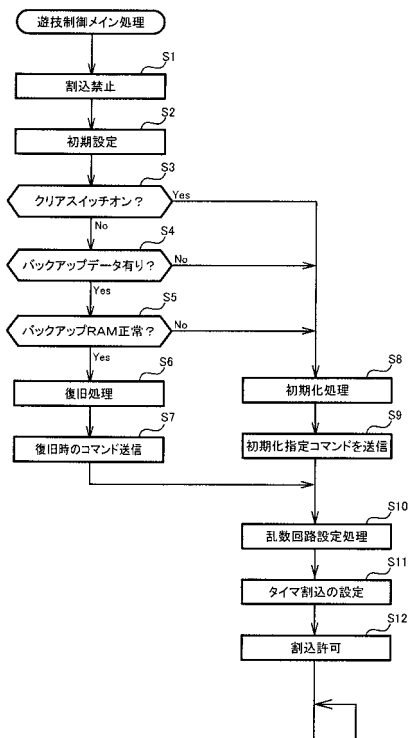 遊技制御メイン処理
S1
割込禁止
S2
初期設定
S3
クリアスイッチオン?
Yes
No
S4
バックアップデータ有り?
No
Yes
S5
バックアップRAM正常?
No
Yes
S6
復旧処理
S7
復旧時のコマンド送信
S8
初期化処理
S9
初期化指定コマンドを送信
S10
乱数回路設定処理
S11
タイマ割込の設定
S12
割込許可